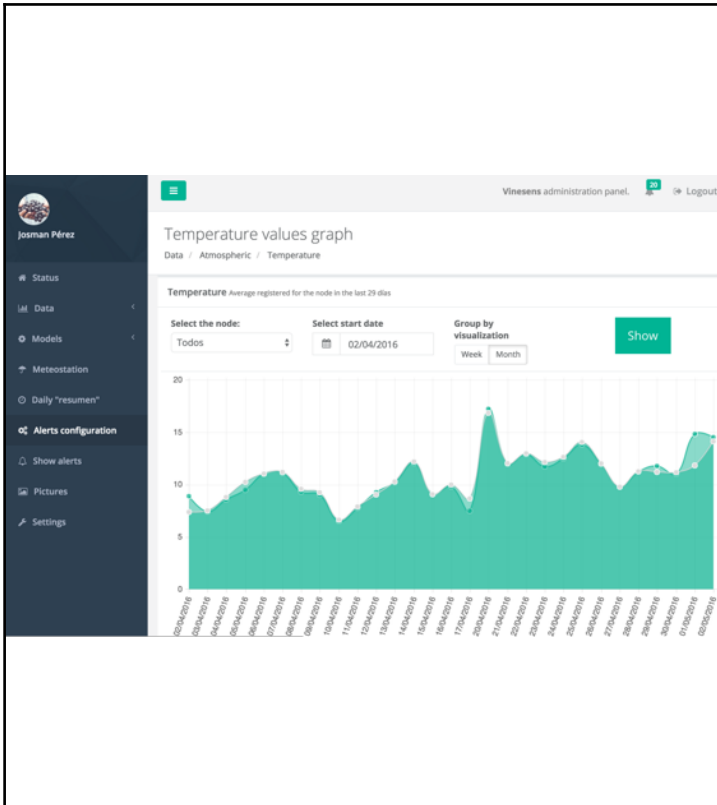 Vinesens administration panel. 20 Logout
Josman Pérez
Temperature values graph
Data / Atmospheric / Temperature
Status
Data
Models
Meteostation
Daily "resumen"
Alerts configuration
Show alerts
Pictures
Settings
Temperature Average registered for the node in the last 29 días
Select the node:
Todos
Select start date
02/04/2016
Group by
visualization
Week Month
Show
20
15
10
5
0
02/04/2016
03/04/2016
04/04/2016
05/04/2016
06/04/2016
07/04/2016
08/04/2016
09/04/2016
10/04/2016
11/04/2016
12/04/2016
13/04/2016
14/04/2016
15/04/2016
16/04/2016
17/04/2016
20/04/2016
21/04/2016
22/04/2016
23/04/2016
24/04/2016
25/04/2016
26/04/2016
27/04/2016
28/04/2016
29/04/2016
30/04/2016
01/05/2016
02/05/2016